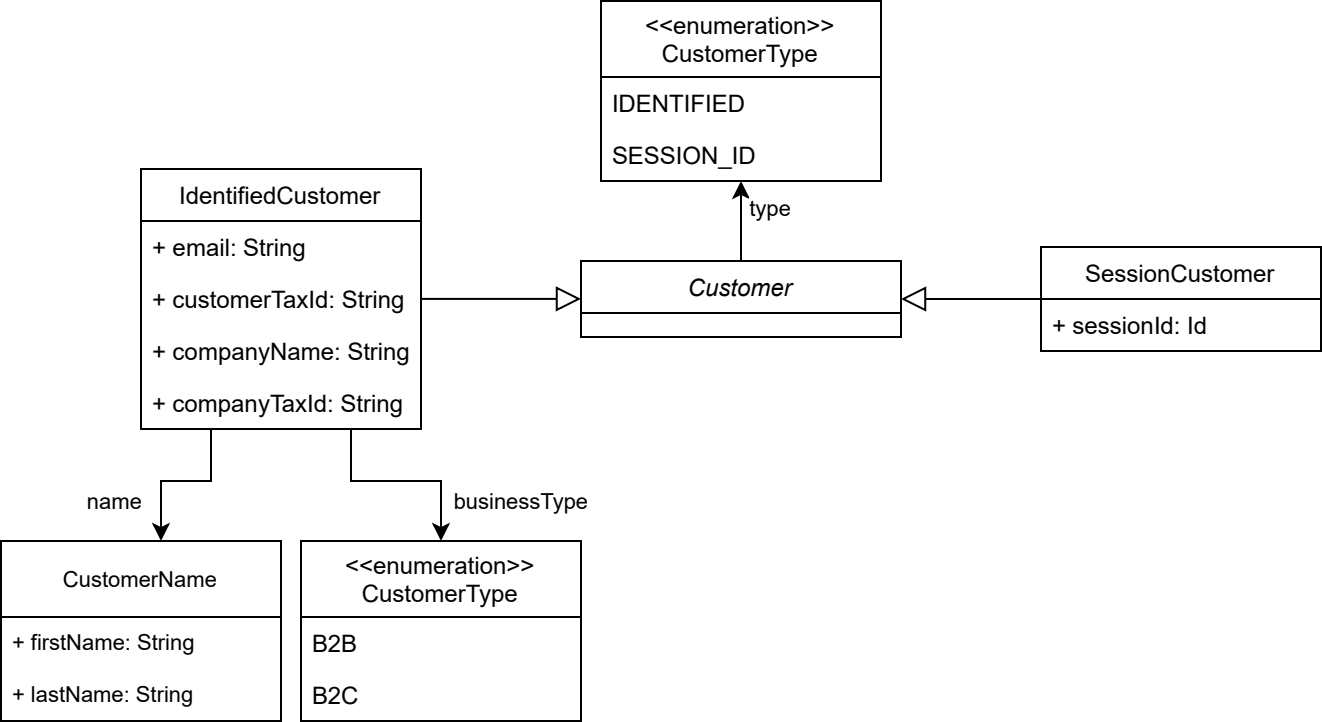 <<enumeration>>
CustomerType
IDENTIFIED
SESSION_ID
type
IdentifiedCustomer
+ email: String
+ customerTaxId: String
+ companyName: String
+ companyTaxId: String
Customer
SessionCustomer
+ sessionId: Id
name
businessType
CustomerName
+ firstName: String
+ lastName: String
<<enumeration>>
CustomerType
B2B
B2C